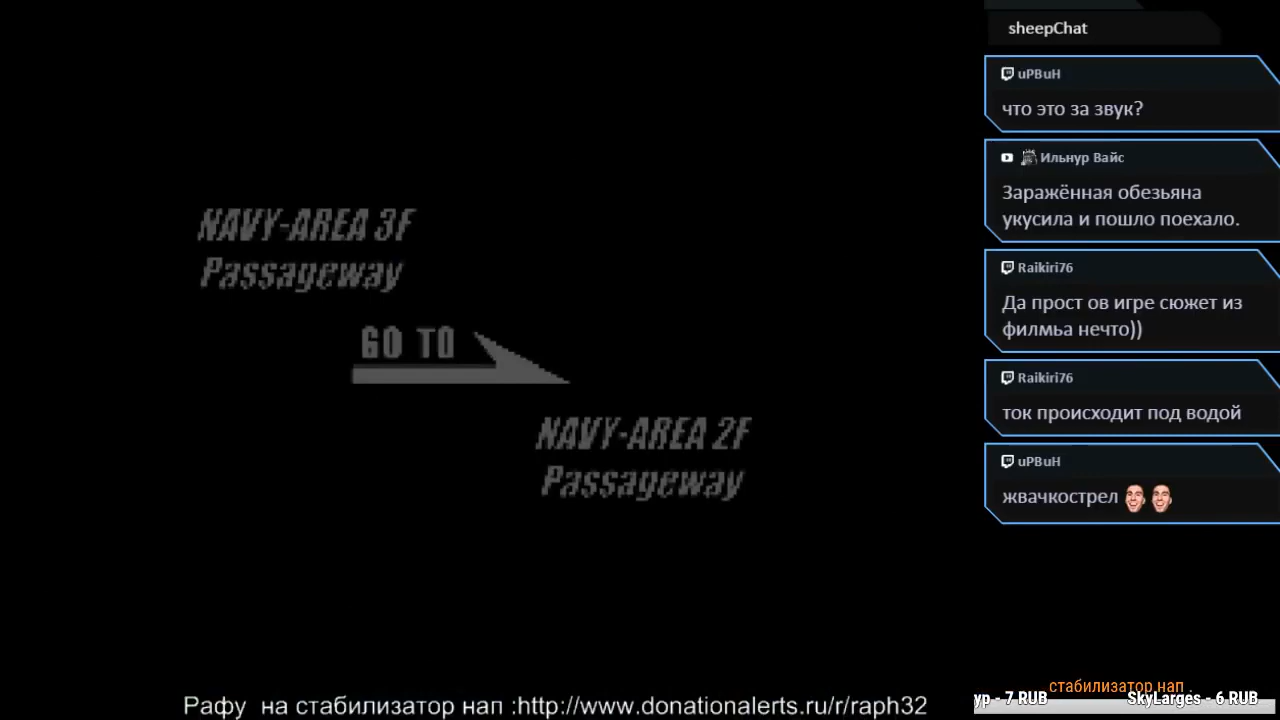 NAVY-AREA 3F
Passageway
GO TO
NAVY-AREA 2F
Passageway
sheepChat
uPBuH
что это за звук?
Ильнур Вайс
Заражённая обезьяна
укусила и пошло поехало.
Raikiri76
Да прост ов игре сюжет из
филмьа нечто))
Raikiri76
ток происходит под водой
uPBuH
жвачкострел
Рафу на стабилизатор нап :http://www.donationalerts.ru/r/raph32
стабилизатор нап .
ур - 7 RUB SkyLarges - 6 RUB